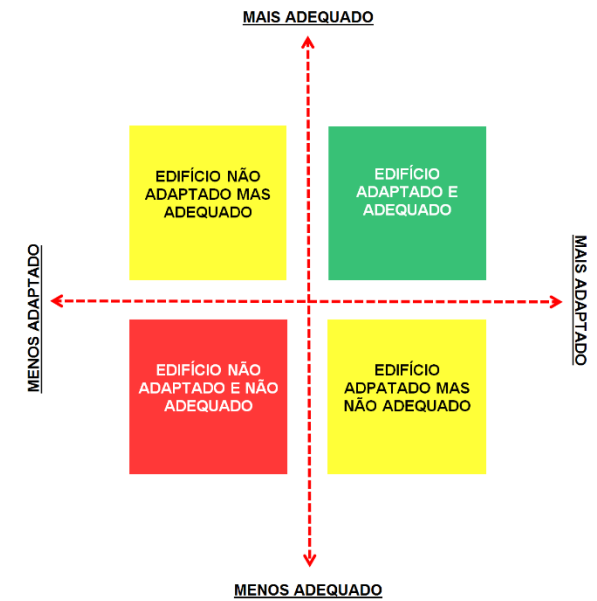 MAIS ADEQUADO
EDIFÍCIO NÃO
ADAPTADO MAS
ADEQUADO
EDIFÍCIO
ADAPTADO E
ADEQUADO
MENOS ADAPTADO
MAIS ADAPTADO
EDIFÍCIO NÃO
ADAPTADO E NÃO
ADEQUADO
EDIFÍCIO
ADPATADO MAS
NÃO ADEQUADO
MENOS ADEQUADO